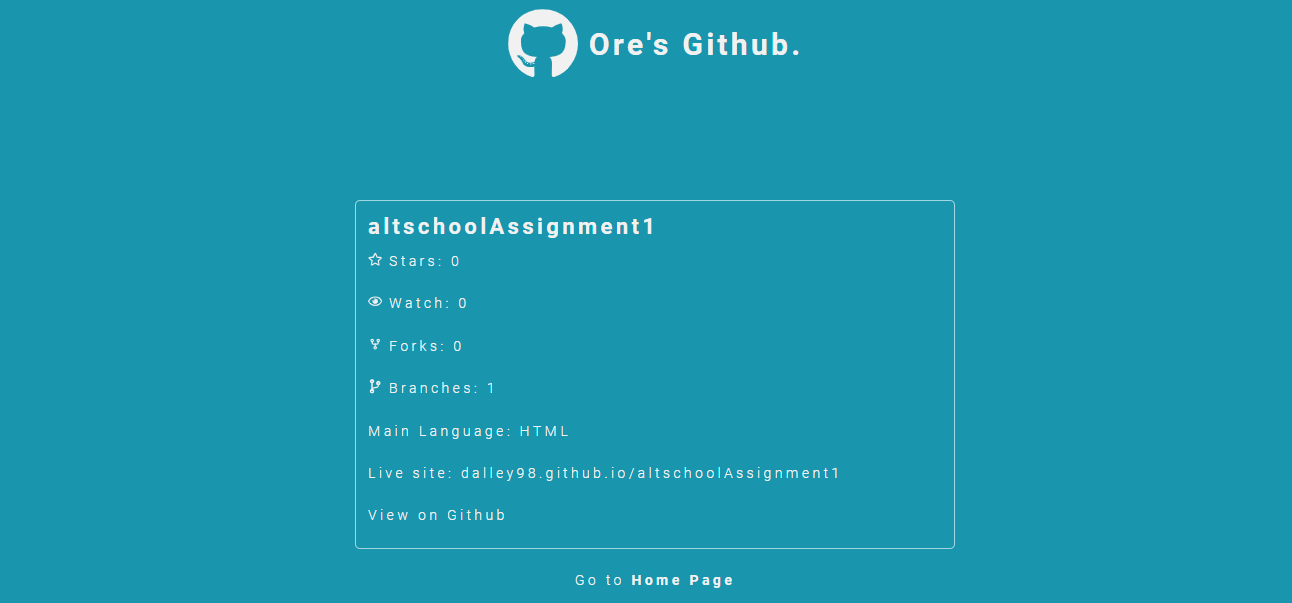 Ore's Github.
altschoolAssignment1
Stars: 0
Watch: 0
Forks: 0
Branches: 1
Main Language: HTML
Live site: dalley98.github.io/altschoolAssignment1
View on Github
Go to Home Page